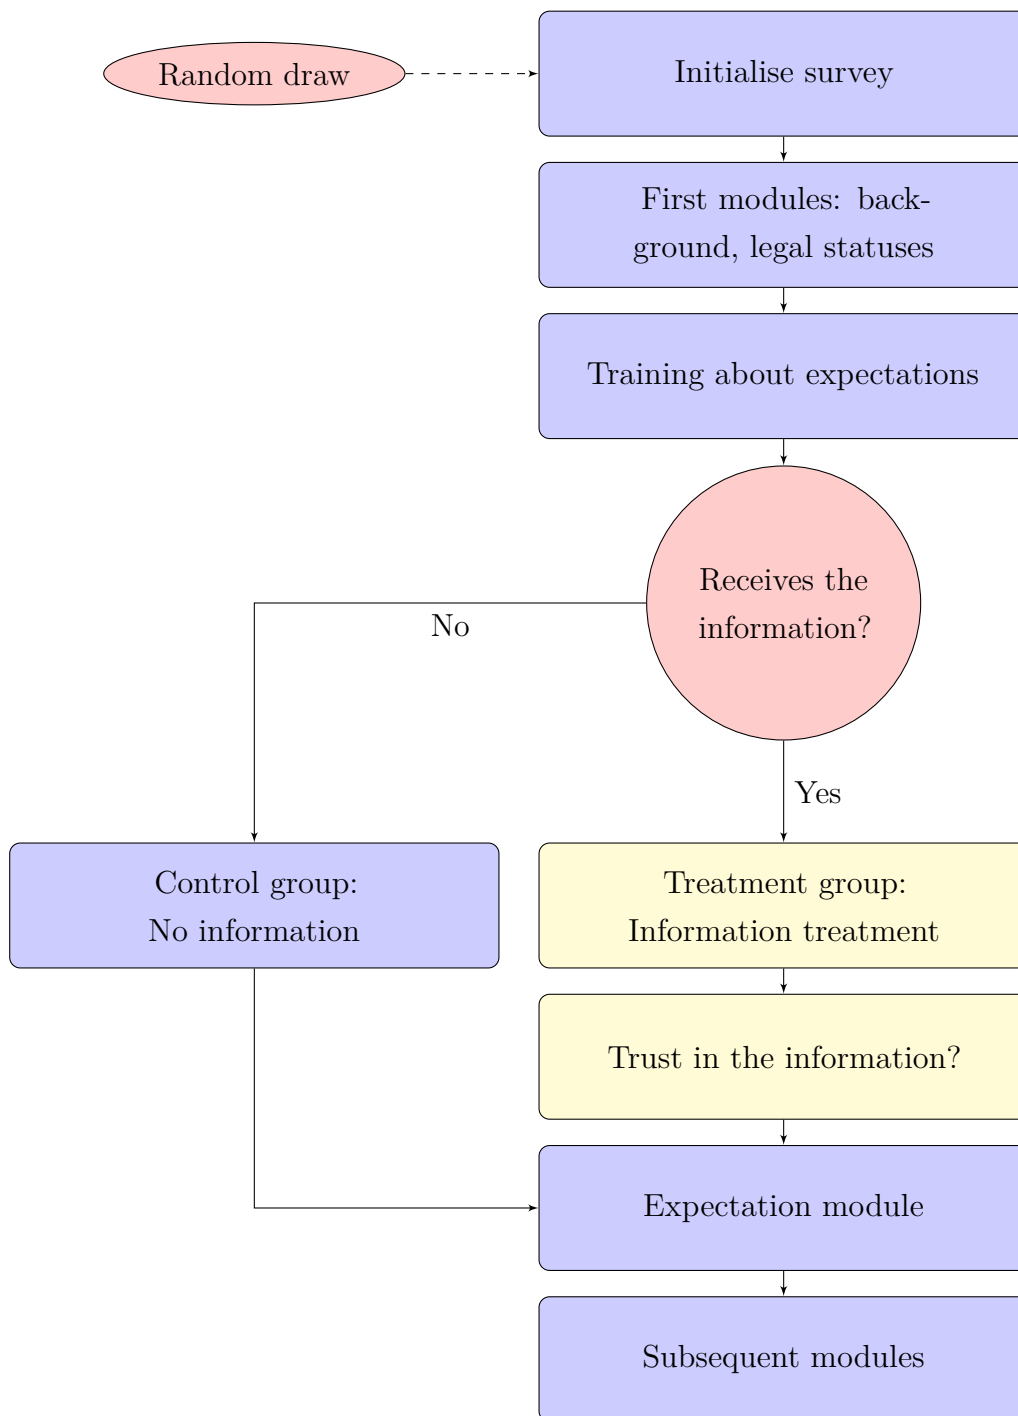 Random draw
Initialise survey
First modules: back-
ground, legal statuses
Training about expectations
Receives the
information?
No
Yes
Control group:
No information
Treatment group:
Information treatment
Trust in the information?
Expectation module
Subsequent modules